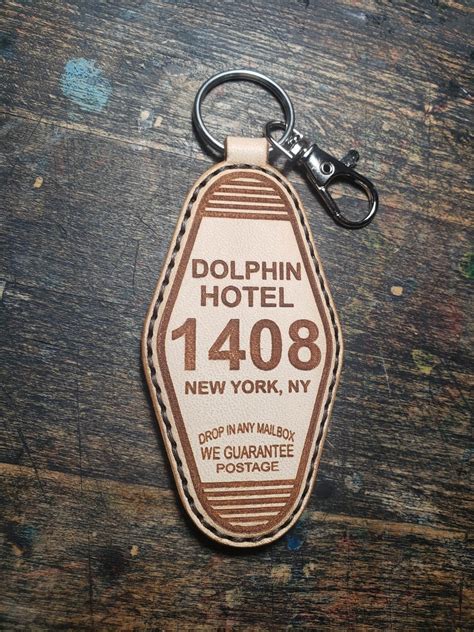 DOLPHIN
HOTEL
1408
NEW YORK, NY
DROP IN ANY MAILBOX
WE GUARANTEE
POSTAGE